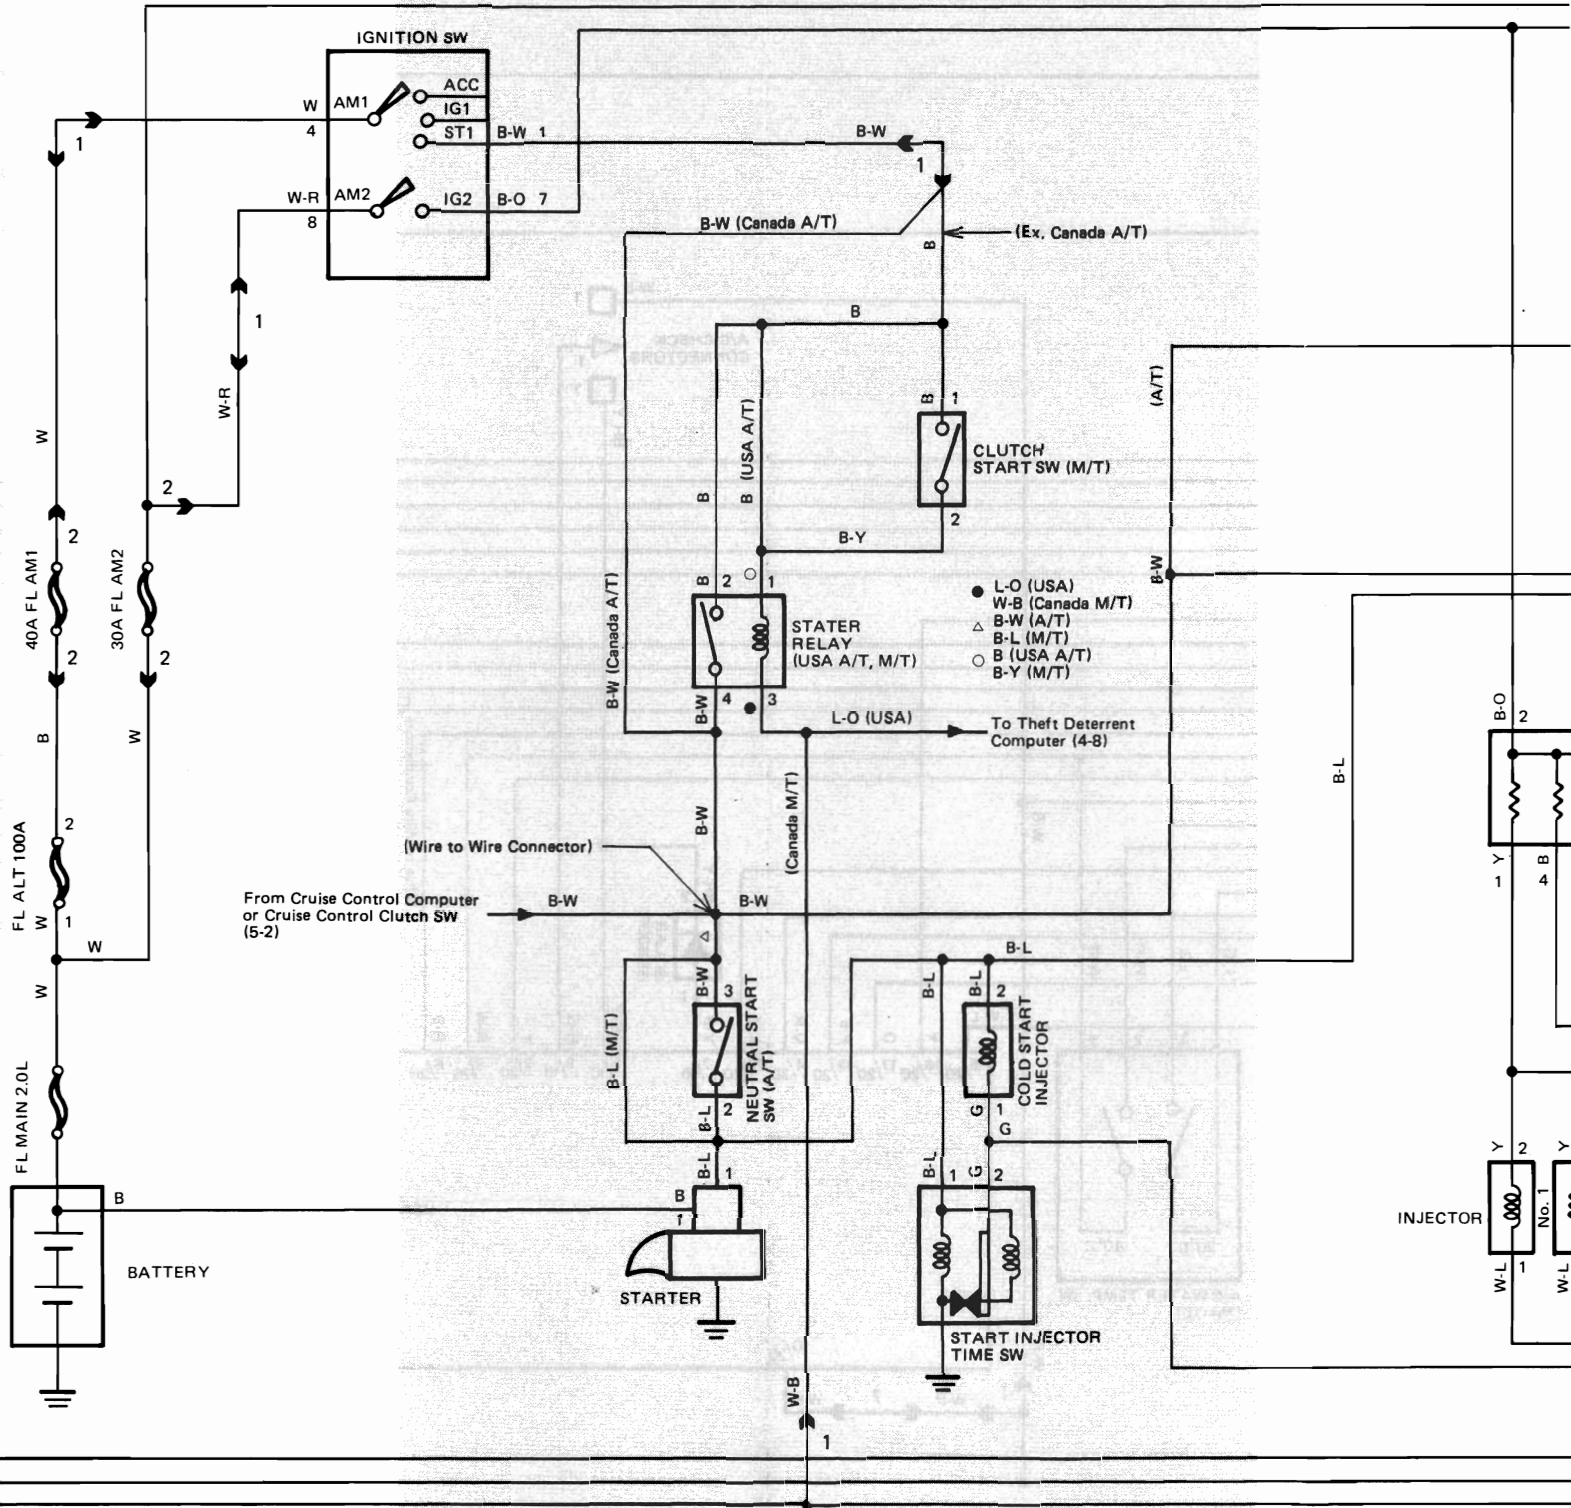 IGNITION SW
ACC
W AM1
IG1
4
ST1 B-W 1
B-W
1
1
W-R AM2
IG2 B-O 7
8
B-W (Canada A/T)
(Ex, Canada A/T)
B
1
B
W-R
W
(A/T)
B (USA A/T)
B
B 1
CLUTCH
START SW (M/T)
2
2
2
B-Y
40A FL AM1
30A FL AM2
2
2
B-W (Canada A/T)
B 2 1
STATER
RELAY
(USA A/T, M/T)
L-O (USA)
W-B (Canada M/T)
B-W (A/T)
B-L (M/T)
B (USA A/T)
B-Y (M/T)
B-W
B-W 4 3
L-O (USA)
To Theft Deterrent
Computer (4-8)
B
W
B-O 2
B-L
B-W
(Canada M/T)
FL ALT 100A
2
W 1
(Wire to Wire Connector)
From Cruise Control Computer
or Cruise Control Clutch SW
(5-2)
B-W
B-W
Y
1
B
4
W
W
B-L
B-W 3
B-L
B-L 2
B-L (M/T)
NEUTRAL START
SW (A/T)
COLD START
INJECTOR
FL MAIN 2.0L
B-L 2
G 1
G
B-L 1
B-L 1
G 2
Y 2
Y
B
B
1
BATTERY
STARTER
START INJECTOR
TIME SW
INJECTOR
No. 1
W-L 1
W-L
W-B
1